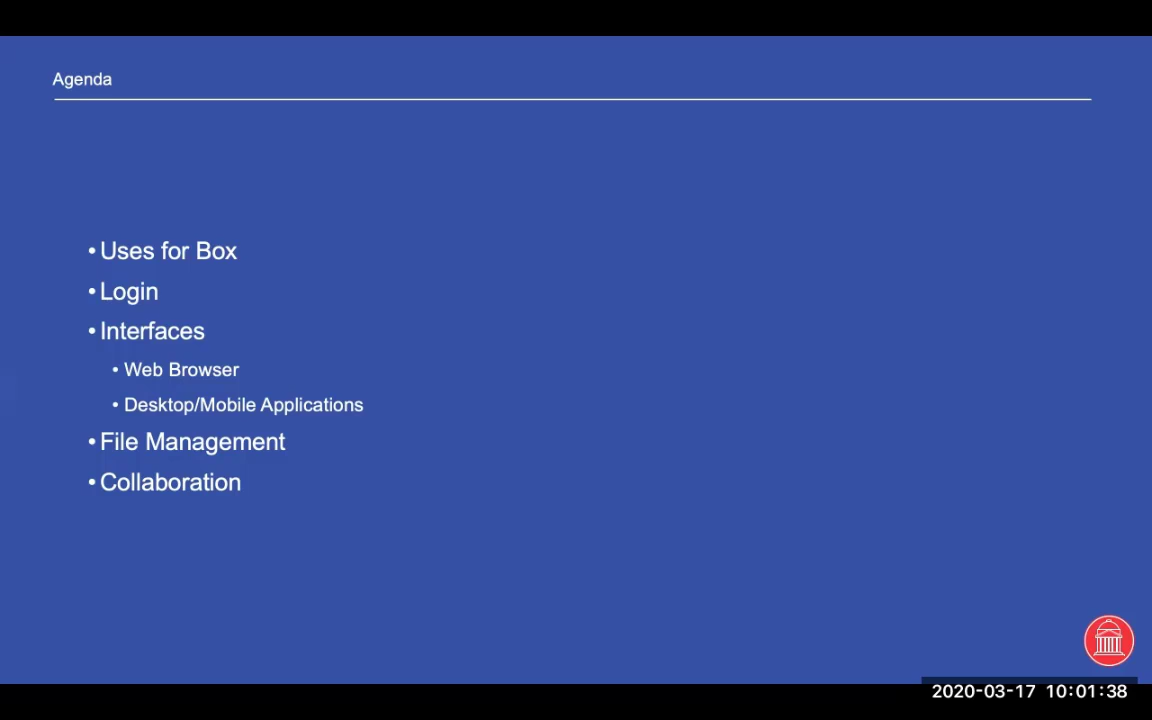 Agenda
• Uses for Box
• Login
• Interfaces
• Web Browser
• Desktop/Mobile Applications
• File Management
• Collaboration
2020-03-17 10:01:38